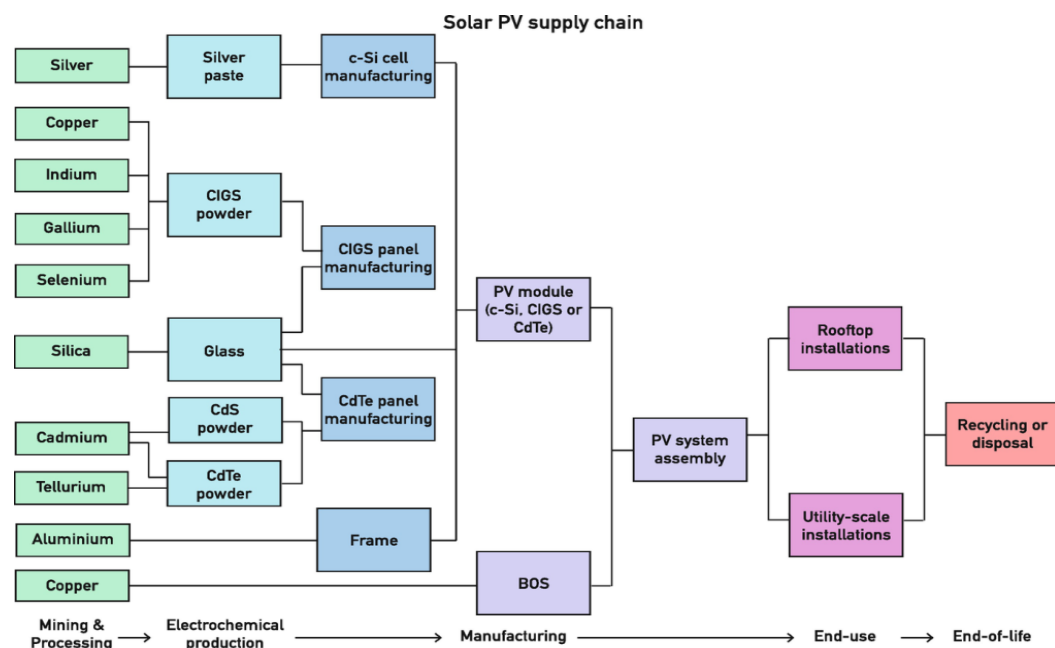 Solar PV supply chain
Silver
Silver
paste
c-Si cell
manufacturing
Copper
Indium
Gallium
Selenium
CIGS
powder
CIGS panel
manufacturing
Silica
Glass
PV module
(c-Si, CIGS or
CdTe)
Rooftop
installations
Cadmium
Tellurium
CdS
powder
CdTe
powder
CdTe panel
manufacturing
PV system
assembly
Recycling or
disposal
Aluminium
Frame
Utility-scale
installations
Copper
BOS
Mining &
Processing
Electrochemical
production
Manufacturing
End-use
End-of-life